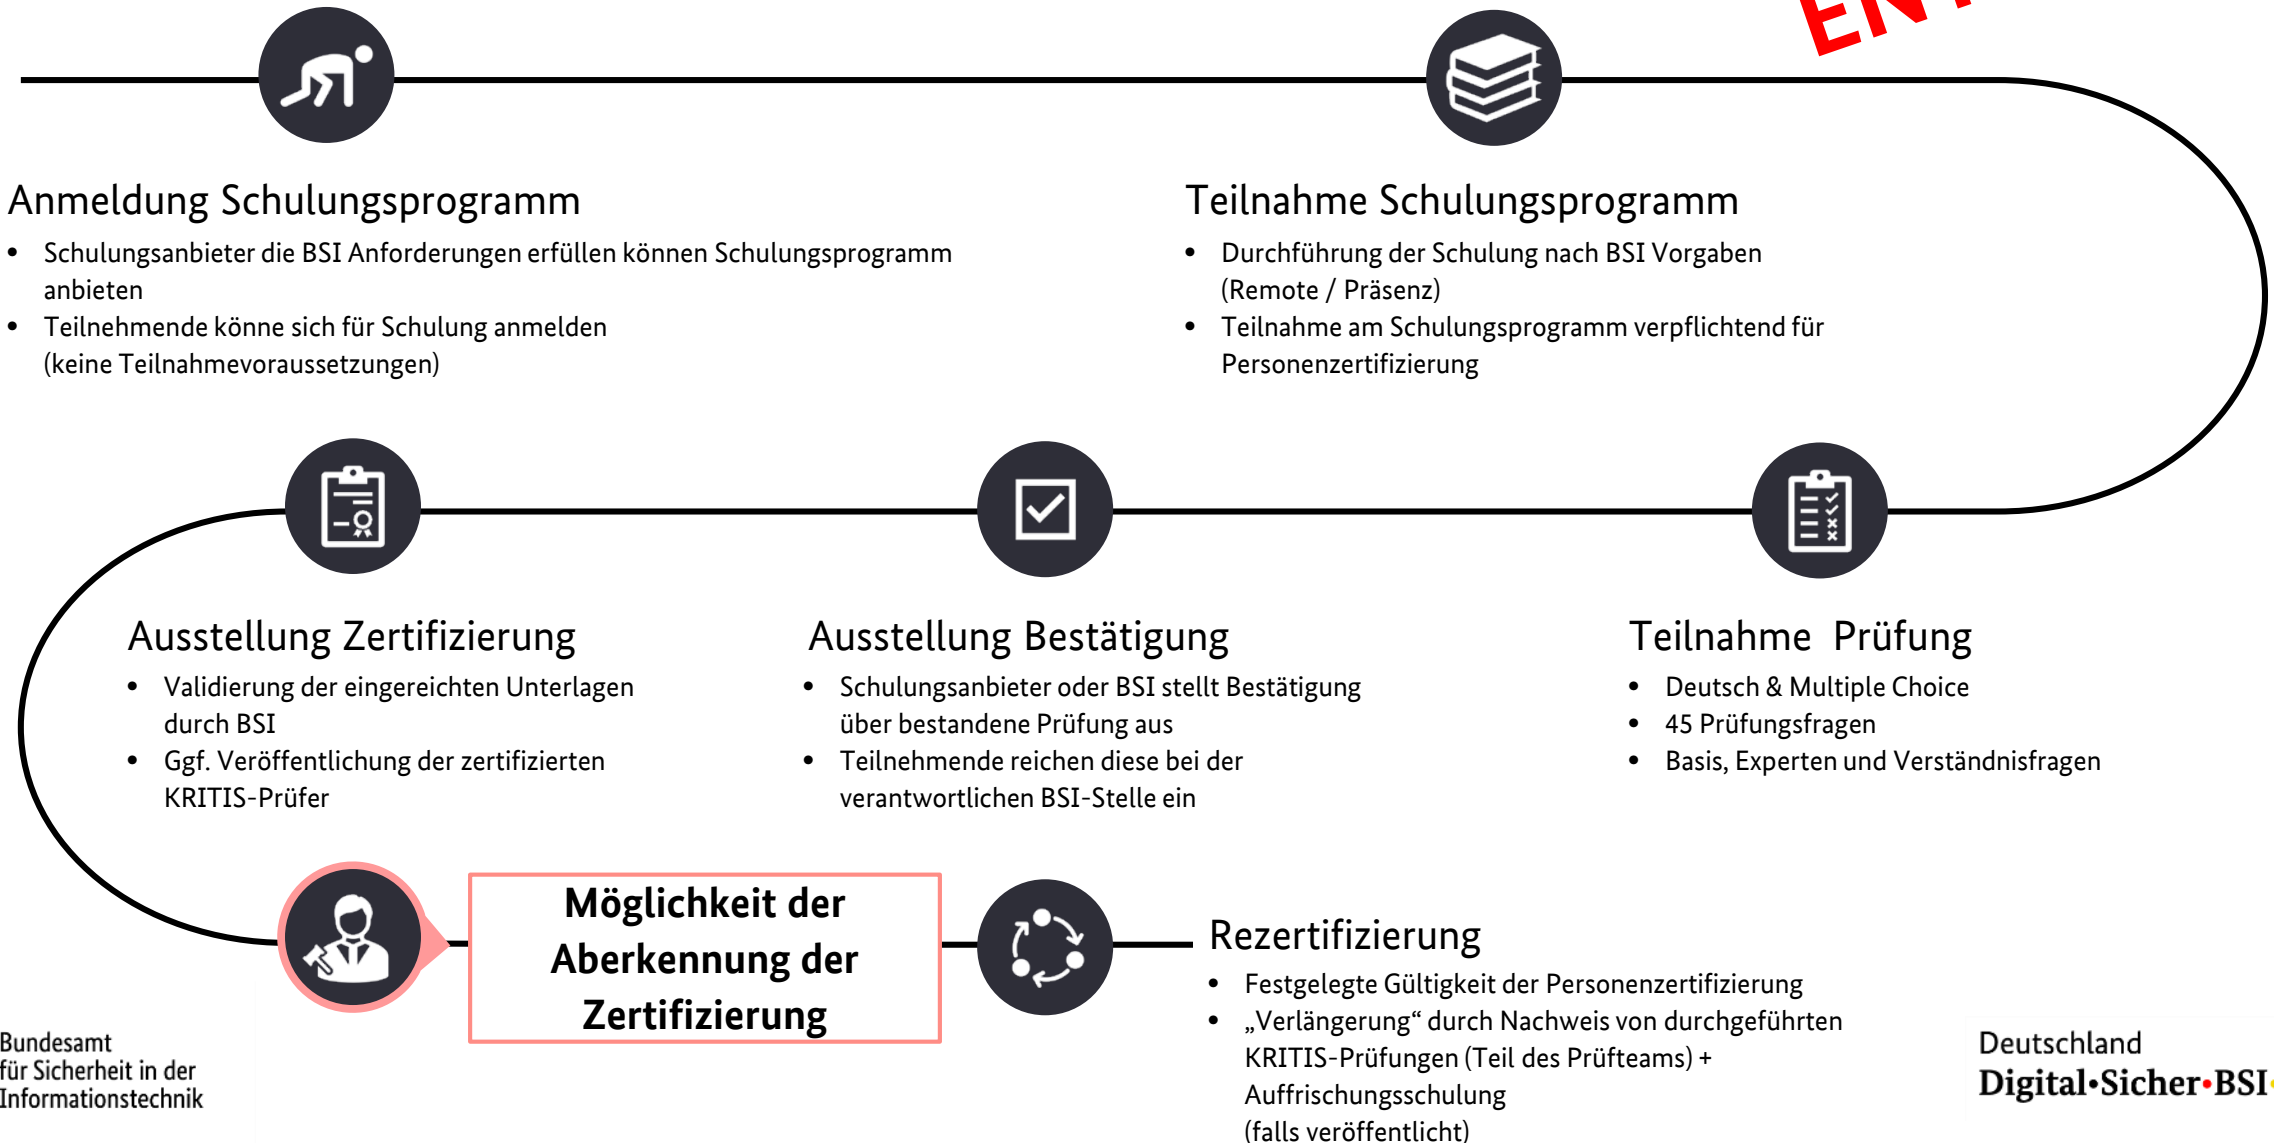 Anmeldung Schulungsprogramm
• Schulungsanbieter die BSI Anforderungen erfüllen können Schulungsprogramm
anbieten
• Teilnehmende könne sich für Schulung anmelden
(keine Teilnahmevoraussetzungen)
Teilnahme Schulungsprogramm
• Durchführung der Schulung nach BSI Vorgaben
(Remote / Präsenz)
• Teilnahme am Schulungsprogramm verpflichtend für
Personenzertifizierung
Teilnahme Prüfung
• Deutsch & Multiple Choice
• 45 Prüfungsfragen
• Basis, Experten und Verständnisfragen
Ausstellung Bestätigung
• Schulungsanbieter oder BSI stellt Bestätigung
über bestandene Prüfung aus
• Teilnehmende reichen diese bei der
verantwortlichen BSI-Stelle ein
Ausstellung Zertifizierung
• Validierung der eingereichten Unterlagen
durch BSI
• Ggf. Veröffentlichung der zertifizierten
KRITIS-Prüfer
Möglichkeit der
Aberkennung der
Zertifizierung
Rezertifizierung
• Festgelegte Gültigkeit der Personenzertifizierung
• „Verlängerung“ durch Nachweis von durchgeführten
KRITIS-Prüfungen (Teil des Prüfteams) +
Auffrischungsschulung
(falls veröffentlicht)
Bundesamt
für Sicherheit in der
Informationstechnik
Deutschland
Digital•Sicher•BSI•